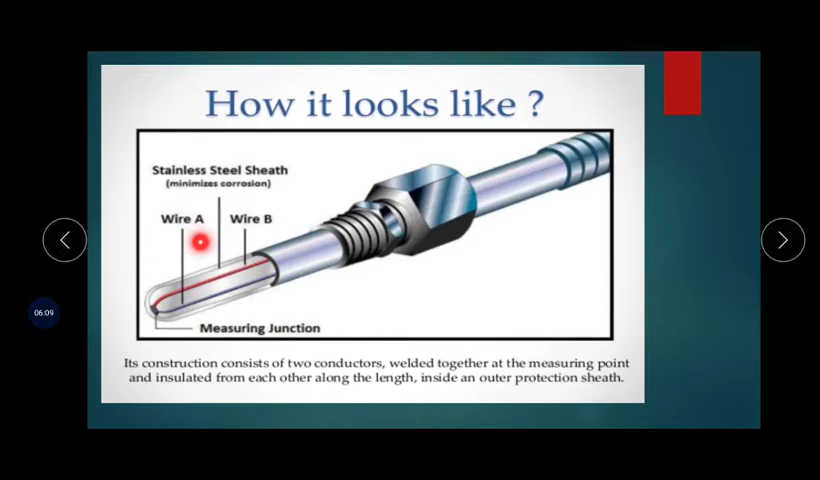 How it looks like ?
Stainless Steel Sheath
(minimizes corrosion)
Wire A
Wire B
Measuring Junction
Its construction consists of two conductors, welded together at the measuring point
and insulated from each other along the length, inside an outer protection sheath.
06:09